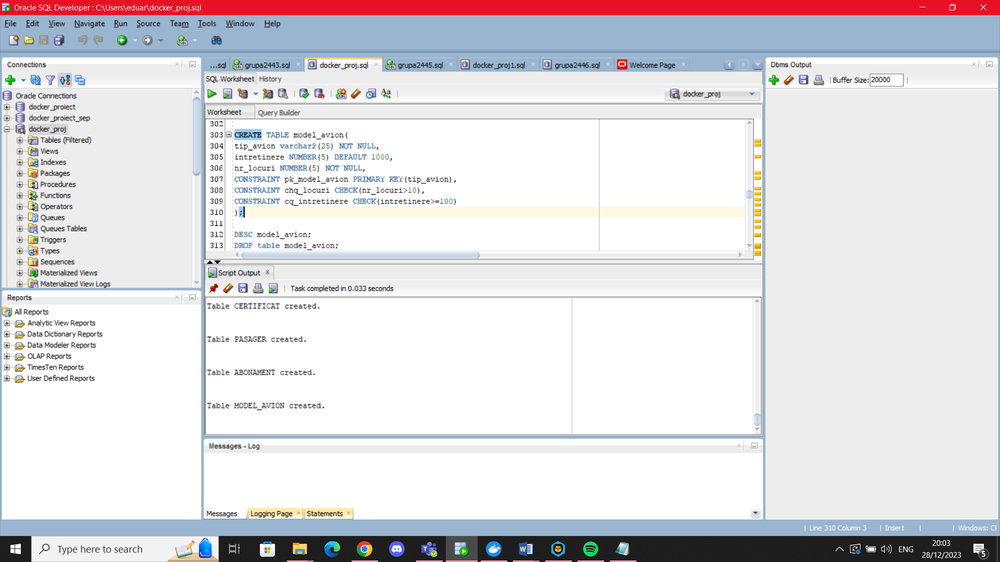 Oracle SQL Developer : C:\Users\eduar\docker_proj.sql
File Edit View Navigate Run Source Team Tools Window Help
Connections
Oracle Connections
docker_proiect
docker_proiect_sep
docker_proj
Tables (Filtered)
Views
Indexes
Packages
Procedures
Functions
Operators
Queues
Queues Tables
Triggers
Types
Sequences
Materialized Views
Materialized View Logs
Reports
All Reports
Analytic View Reports
Data Dictionary Reports
Data Modeler Reports
OLAP Reports
TimesTen Reports
User Defined Reports
...sql grupa2443.sql docker_proj.sql grupa2445.sql docker_proj1.sql grupa2446.sql Welcome Page
SQL Worksheet History
docker_proj
Worksheet Query Builder
302
303 CREATE TABLE model_avion(
304 tip_avion varchar2(25) NOT NULL,
305 intretinere NUMBER(5) DEFAULT 1000,
306 nr_locuri NUMBER(5) NOT NULL,
307 CONSTRAINT pk_model_avion PRIMARY KEY(tip_avion),
308 CONSTRAINT chq_locuri CHECK(nr_locuri>10),
309 CONSTRAINT cq_intretinere CHECK(intretinere>=100)
310 );
311
312 DESC model_avion;
313 DROP table model_avion;
Script Output x
Task completed in 0.033 seconds
Table CERTIFICAT created.
Table PASAGER created.
Table ABONAMENT created.
Table MODEL_AVION created.
Messages - Log
Messages Logging Page Statements
Dbms Output
Buffer Size: 20000
Line 310 Column 3 Insert Windows: CF
Type here to search
ENG
20:03
28/12/2023
5